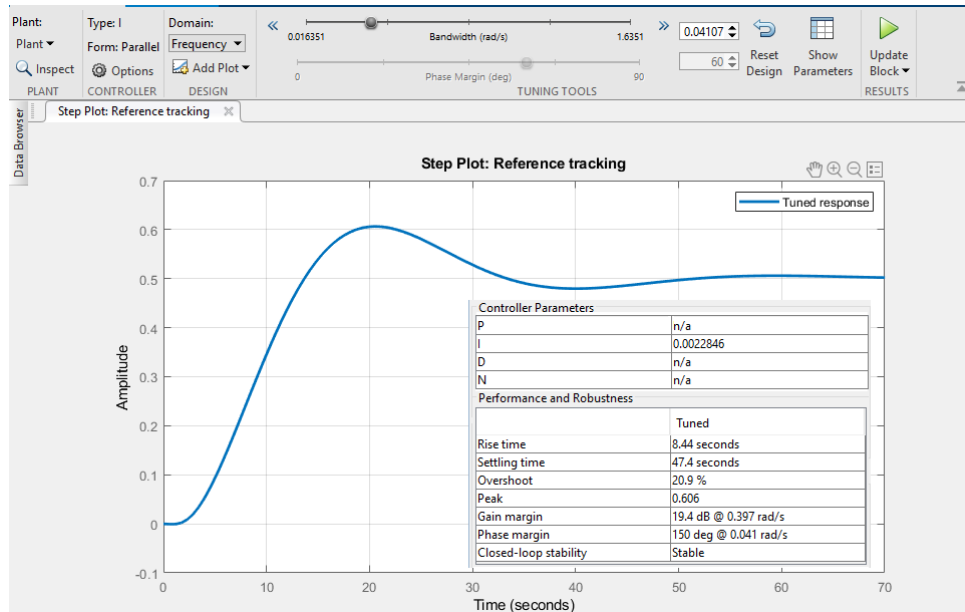 Plant:
Plant
Inspect
PLANT
Type: I
Form: Parallel
Options
CONTROLLER
Domain:
Frequency
Add Plot
DESIGN
0.016351
Bandwidth (rad/s)
1.6351
0
Phase Margin (deg)
90
0.04107
60
TUNING TOOLS
Reset
Design
Show
Parameters
Update
Block
RESULTS
Data Browser
Step Plot: Reference tracking
Step Plot: Reference tracking
Tuned response
Amplitude
0.7
0.6
0.5
0.4
0.3
0.2
0.1
0
-0.1
Controller Parameters
P n/a
I 0.0022846
D n/a
N n/a
Performance and Robustness
Tuned
Rise time 8.44 seconds
Settling time 47.4 seconds
Overshoot 20.9 %
Peak 0.606
Gain margin 19.4 dB @ 0.397 rad/s
Phase margin 150 deg @ 0.041 rad/s
Closed-loop stability Stable
0 10 20 30 40 50 60 70
Time (seconds)